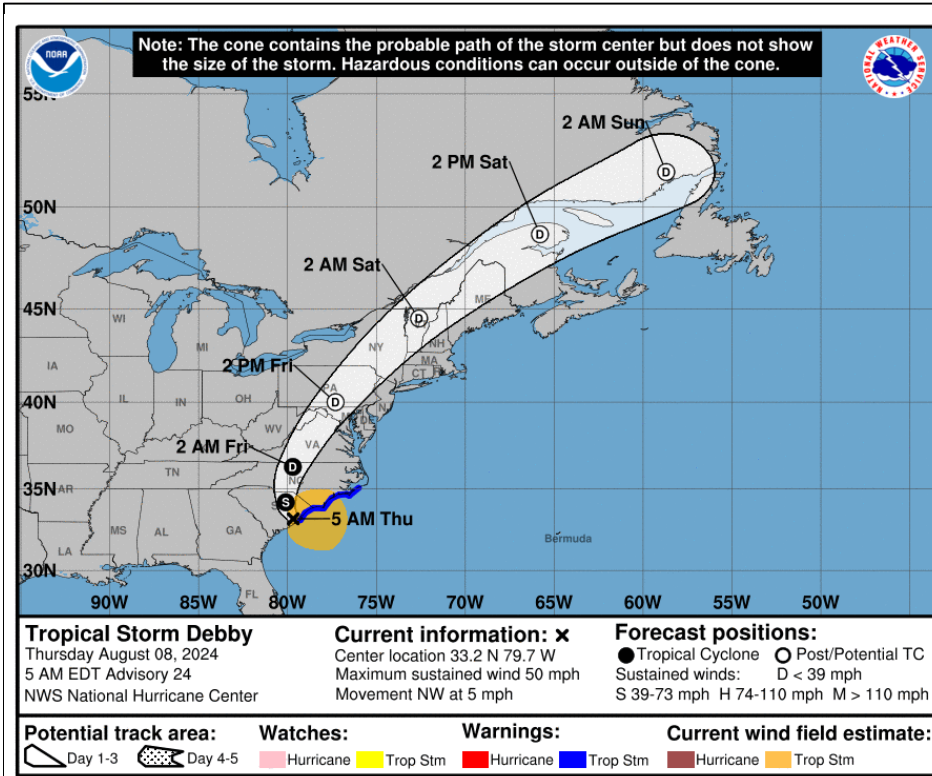 Note: The cone contains the probable path of the storm center but does not show
the size of the storm. Hazardous conditions can occur outside of the cone.
NOAA
NATIONAL WEATHER SERVICE
55N
2 AM Sun
2 PM Sat
50N
2 AM Sat
45N
2 PM Fri
40N
2 AM Fri
35N
5 AM Thu
30N
WI
MI
NY
ME
NH
MA
CT
IA
IL
IN
OH
PA
MO
WV
VA
DE
TN
NC
AR
MS
AL
GA
LA
FL
Bermuda
D
D
D
D
D
S
90W 85W 80W 75W 70W 65W 60W 55W 50W
Tropical Storm Debby
Thursday August 08, 2024
5 AM EDT Advisory 24
NWS National Hurricane Center
Current information: x
Center location 33.2 N 79.7 W
Maximum sustained wind 50 mph
Movement NW at 5 mph
Forecast positions:
Tropical Cyclone Post/Potential TC
Sustained winds: D < 39 mph
S 39-73 mph H 74-110 mph M > 110 mph
Potential track area:
Day 1-3 Day 4-5
Watches:
Hurricane Trop Stm
Warnings:
Hurricane Trop Stm
Current wind field estimate:
Hurricane Trop Stm